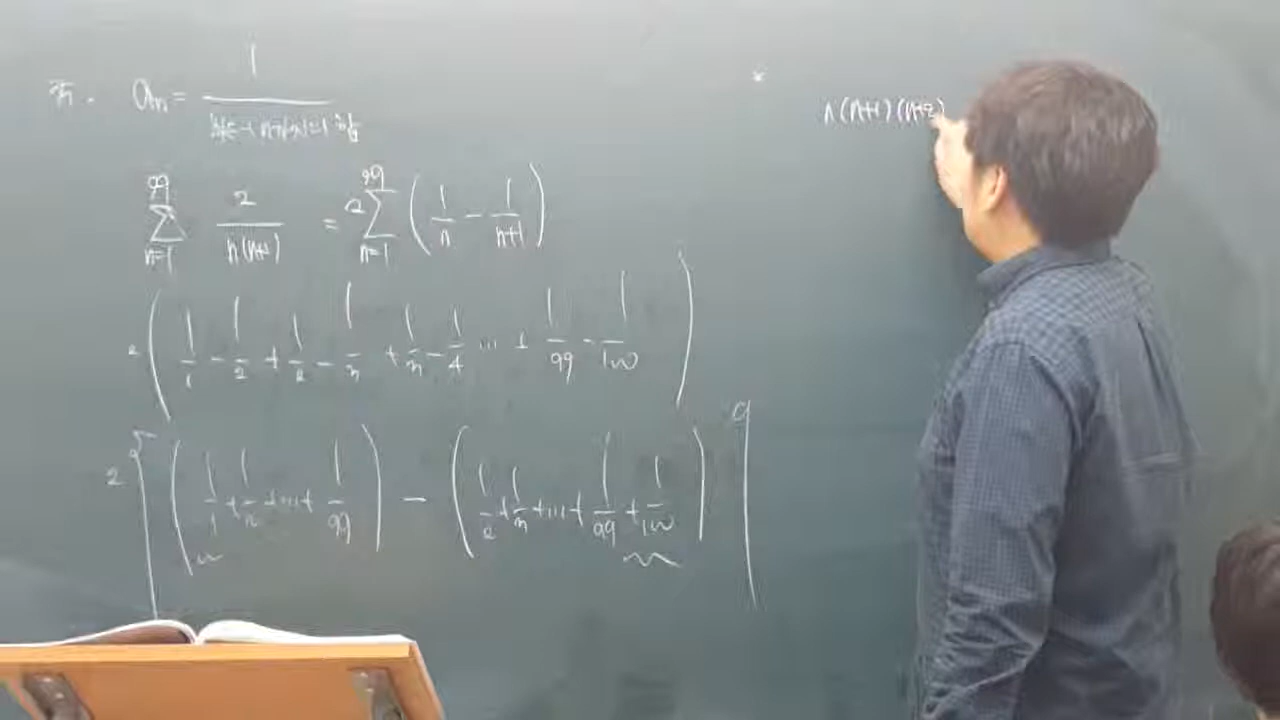 a_n = 1
∑_{n=1}^{99} 2/n(n+1) = 2∑_{n=1}^{99} (1/n - 1/n+1)
2(1/1 - 1/2 + 1/2 - 1/3 + 1/3 - 1/4 ... + 1/99 - 1/100)
2[(1/1 + 1/2 + ... + 1/99) - (1/2 + 1/3 + ... + 1/99 + 1/100)]
* n(n+1)(n+2)